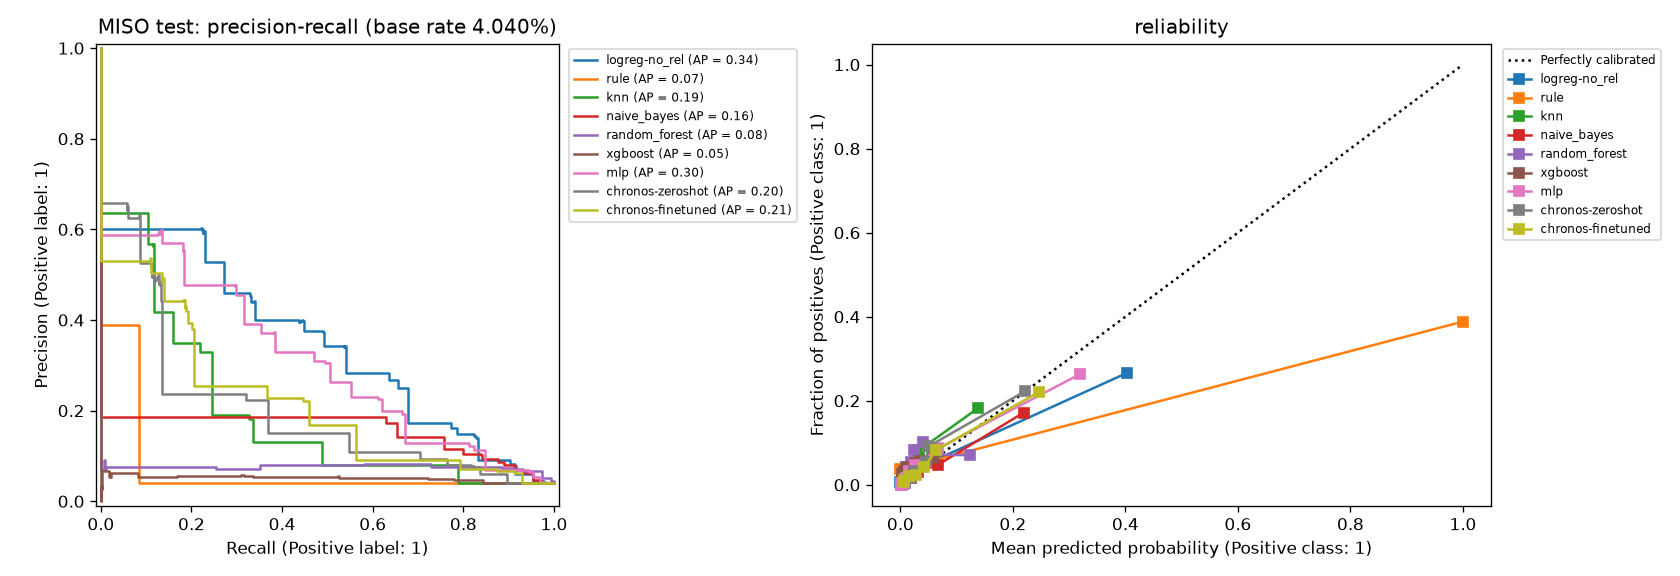 MISO test: precision-recall (base rate 4.040%)
Precision (Positive label: 1)
1.0
0.8
0.6
0.4
0.2
0.0
0.0 0.2 0.4 0.6 0.8 1.0
Recall (Positive label: 1)
logreg-no_rel (AP = 0.34)
rule (AP = 0.07)
knn (AP = 0.19)
naive_bayes (AP = 0.16)
random_forest (AP = 0.08)
xgboost (AP = 0.05)
mlp (AP = 0.30)
chronos-zeroshot (AP = 0.20)
chronos-finetuned (AP = 0.21)
reliability
Fraction of positives (Positive class: 1)
1.0
0.8
0.6
0.4
0.2
0.0
0.0 0.2 0.4 0.6 0.8 1.0
Mean predicted probability (Positive class: 1)
Perfectly calibrated
logreg-no_rel
rule
knn
naive_bayes
random_forest
xgboost
mlp
chronos-zeroshot
chronos-finetuned